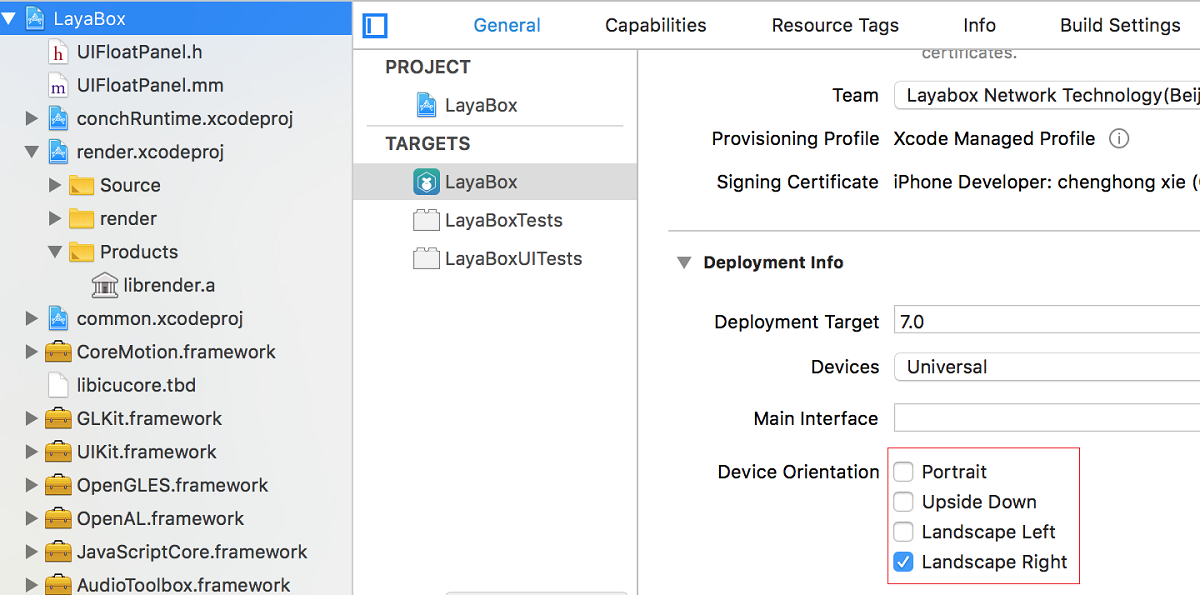 LayaBox
UIFloatPanel.h
UIFloatPanel.mm
conchRuntime.xcodeproj
render.xcodeproj
Source
render
Products
librender.a
common.xcodeproj
CoreMotion.framework
libicucore.tbd
GLKit.framework
UIKit.framework
OpenGLES.framework
OpenAL.framework
JavaScriptCore.framework
AudioToolbox.framework
General Capabilities Resource Tags Info Build Settings
PROJECT
LayaBox
TARGETS
LayaBox
LayaBoxTests
LayaBoxUITests
certificates.
Team Layabox Network Technology(Beij
Provisioning Profile Xcode Managed Profile
Signing Certificate iPhone Developer: chenghong xie (
Deployment Info
Deployment Target 7.0
Devices Universal
Main Interface
Device Orientation Portrait
Upside Down
Landscape Left
Landscape Right